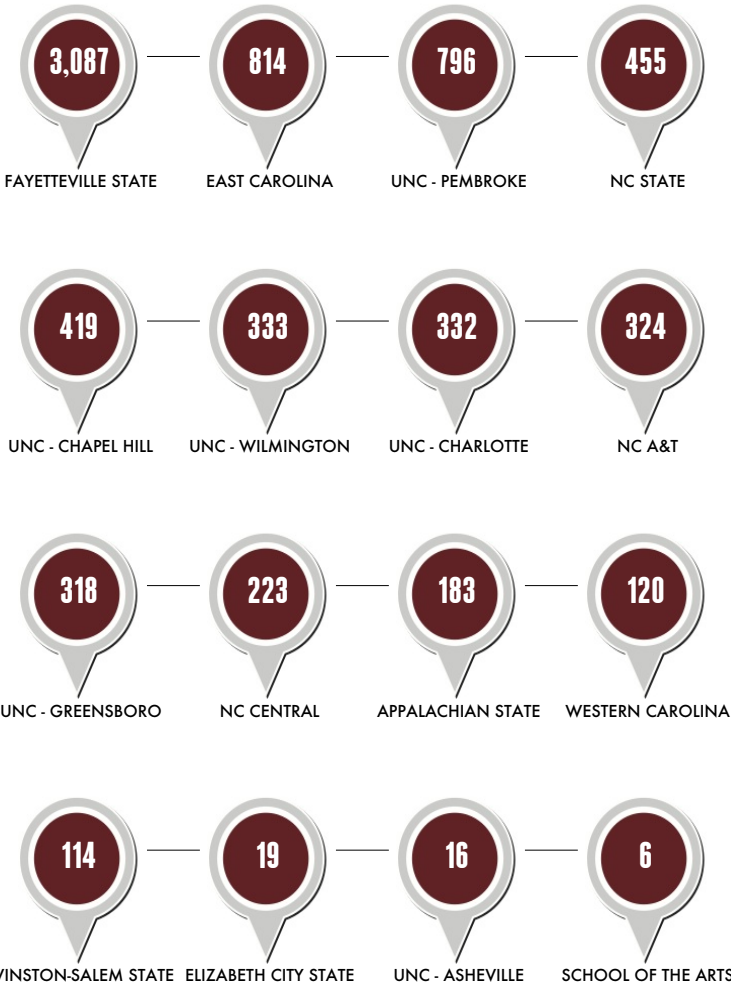 3,087 814 796 455
FAYETTEVILLE STATE EAST CAROLINA UNC - PEMBROKE NC STATE
419 333 332 324
UNC - CHAPEL HILL UNC - WILMINGTON UNC - CHARLOTTE NC A&T
318 223 183 120
UNC - GREENSBORO NC CENTRAL APPALACHIAN STATE WESTERN CAROLINA
114 19 16 6
WINSTON-SALEM STATE ELIZABETH CITY STATE UNC - ASHEVILLE SCHOOL OF THE ARTS